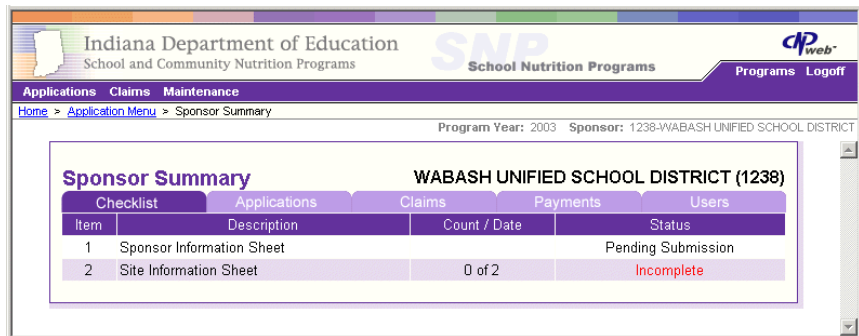 Indiana Department of Education
School and Community Nutrition Programs
SNP
School Nutrition Programs
CNPweb
Programs Logoff
Applications Claims Maintenance
Home > Application Menu > Sponsor Summary
Program Year: 2003 Sponsor: 1238-WABASH UNIFIED SCHOOL DISTRICT
Sponsor Summary WABASH UNIFIED SCHOOL DISTRICT (1238)
Checklist Applications Claims Payments Users
Item Description Count / Date Status
1 Sponsor Information Sheet Pending Submission
2 Site Information Sheet 0 of 2 Incomplete